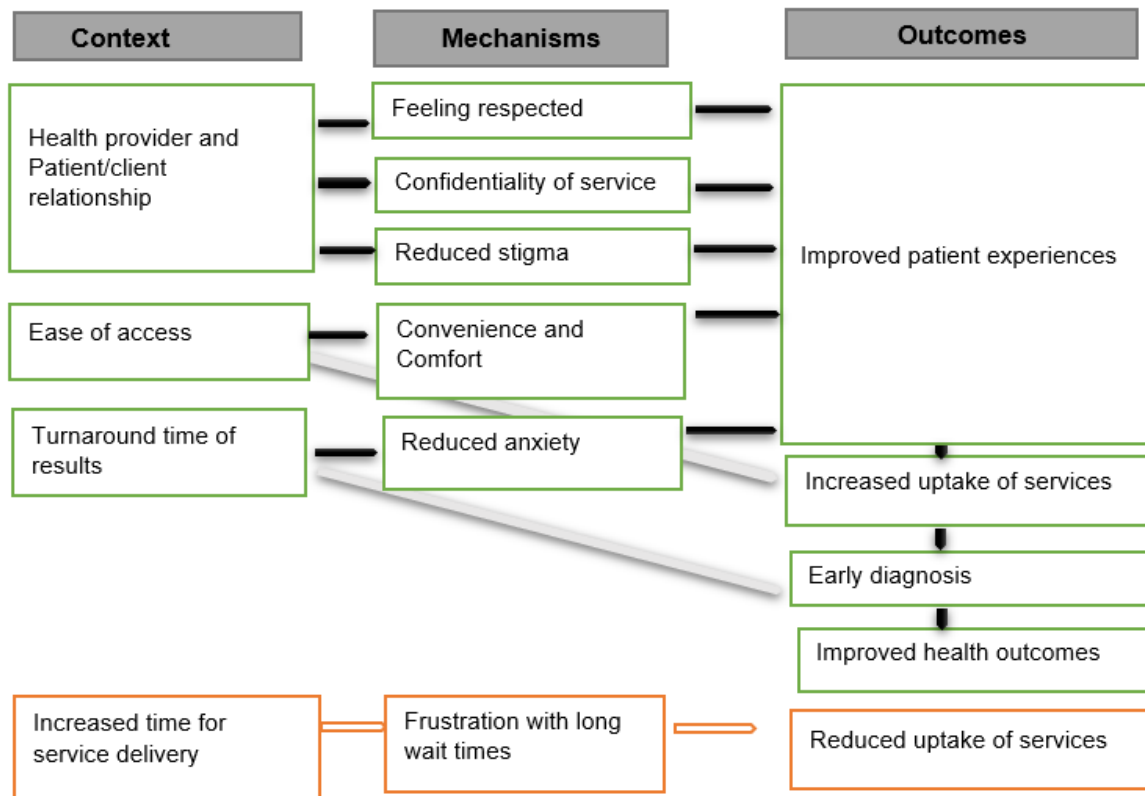 Context
Mechanisms
Outcomes
Health provider and
Patient/client
relationship
Feeling respected
Confidentiality of service
Reduced stigma
Improved patient experiences
Ease of access
Convenience and
Comfort
Turnaround time of
results
Reduced anxiety
Increased uptake of services
Early diagnosis
Improved health outcomes
Increased time for
service delivery
Frustration with long
wait times
Reduced uptake of services